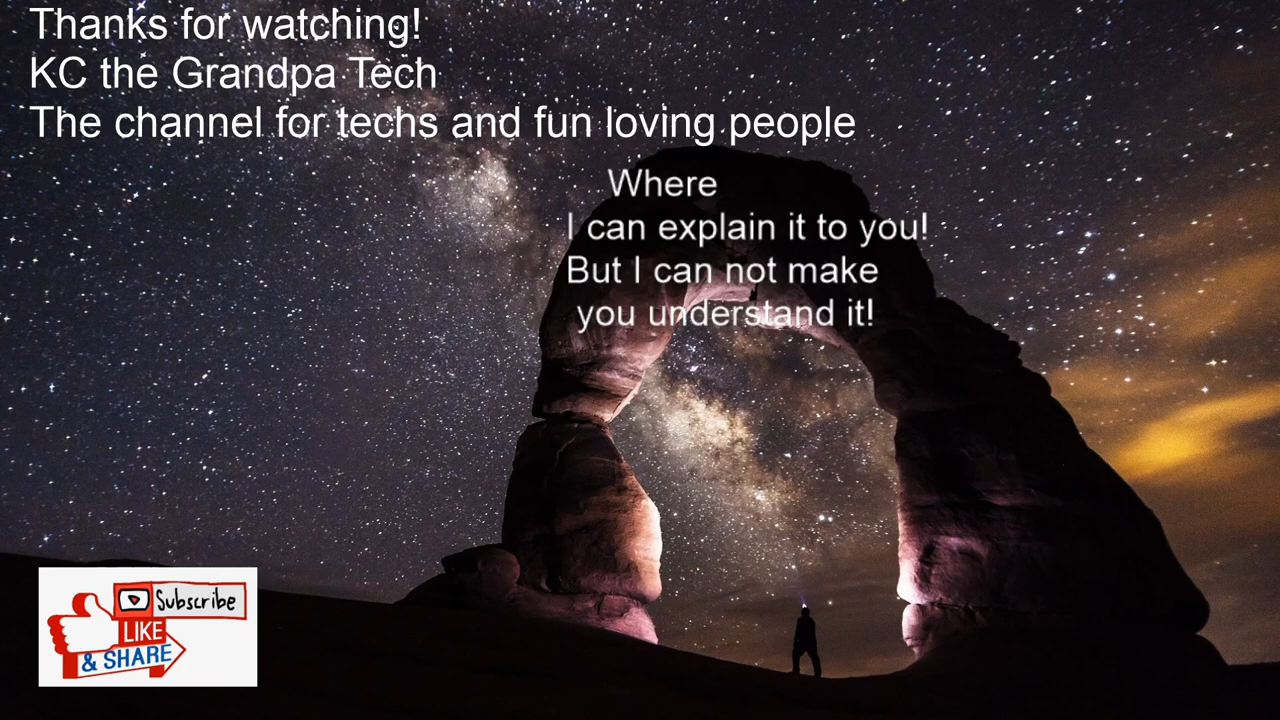 Thanks for watching!
KC the Grandpa Tech
The channel for techs and fun loving people
Where
I can explain it to you!
But I can not make
you understand it!
Subscribe
LIKE
& SHARE